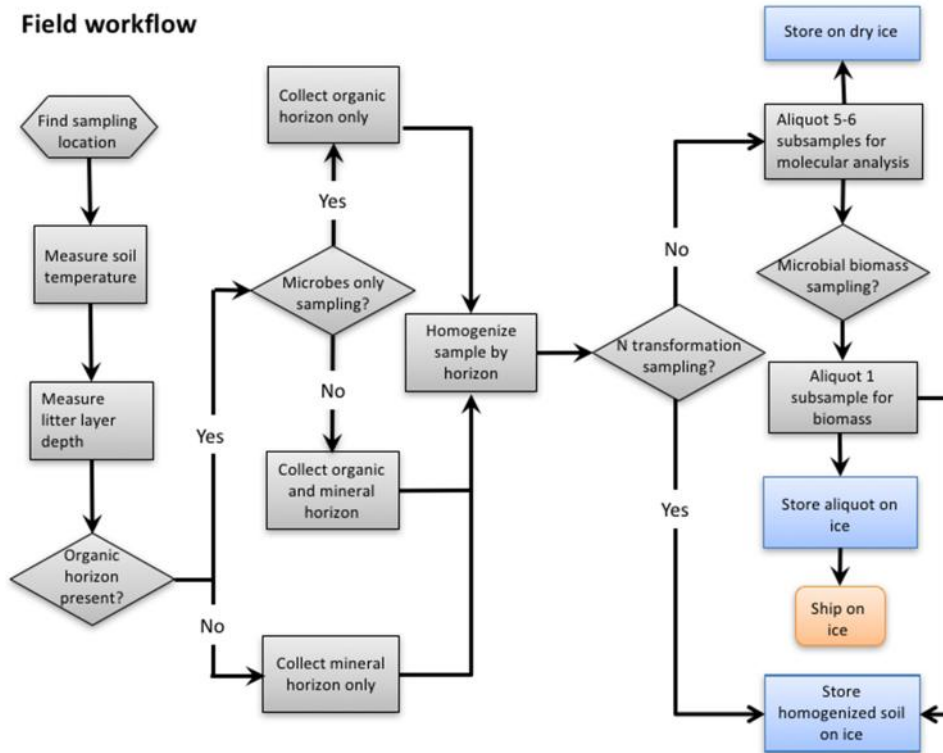 Field workflow
Find sampling
location
Measure soil
temperature
Measure
litter layer
depth
Organic
horizon
present?
Yes
No
Collect organic
horizon only
Yes
Microbes only
sampling?
No
Collect organic
and mineral
horizon
Collect mineral
horizon only
Homogenize
sample by
horizon
N transformation
sampling?
No
Yes
Store on dry ice
Aliquot 5-6
subsamples for
molecular analysis
Microbial biomass
sampling?
Aliquot 1
subsample for
biomass
Store aliquot on
ice
Ship on
ice
Store
homogenized soil
on ice